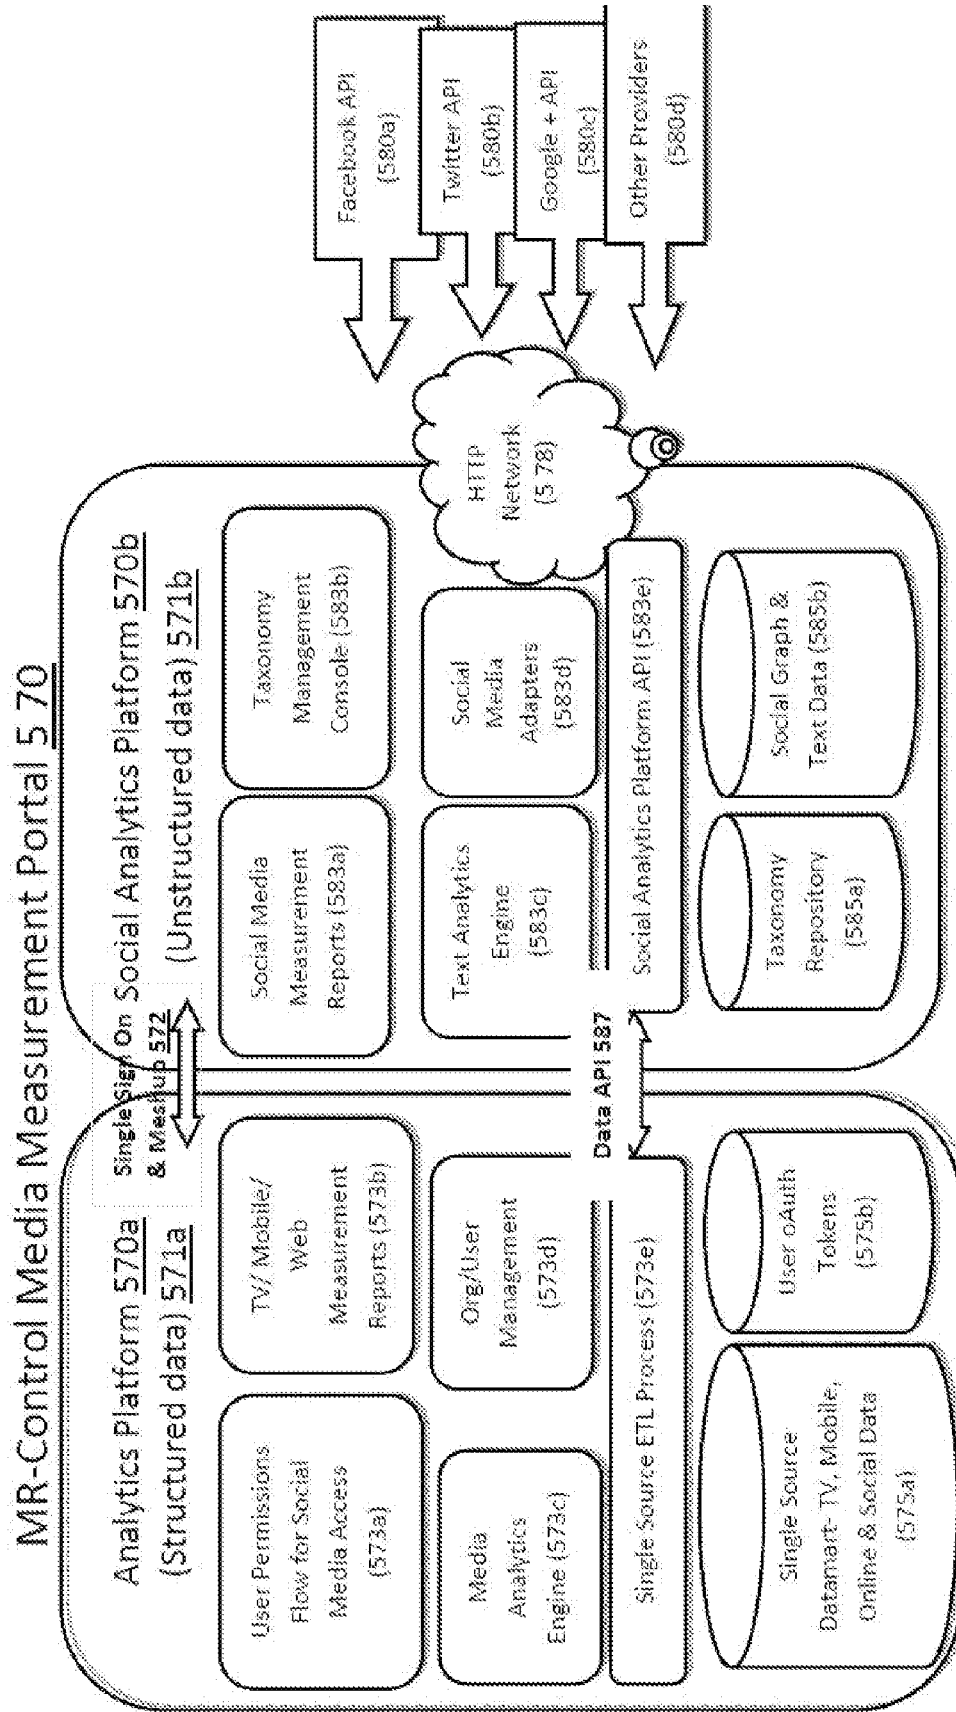 MR-Control Media Measurement Portal 5 70
Analytics Platform 570a
(Structured data) 571a
Single Sign On
& Meshup 572
Social Analytics Platform 570b
(Unstructured data) 571b
User Permissions
Flow for Social
Media Access
(573a)
TV/ Mobile/
Web
Measurement
Reports (573b)
Media
Analytics
Engine (573c)
Org/User
Management
(573d)
Single Source ETL Process (573e)
Single Source
Datamart- TV, Mobile,
Online & Social Data
(575a)
User oAuth
Tokens
(575b)
Data API 587
Social Media
Measurement
Reports (583a)
Taxonomy
Management
Console (583b)
Text Analytics
Engine
(583c)
Social
Media
Adapters
(583d)
Social Analytics Platform API (583e)
Taxonomy
Repository
(585a)
Social Graph &
Text Data (585b)
HTTP
Network
(5 78)
Facebook API
(580a)
Twitter API
(580b)
Google + API
(580c)
Other Providers
(580d)